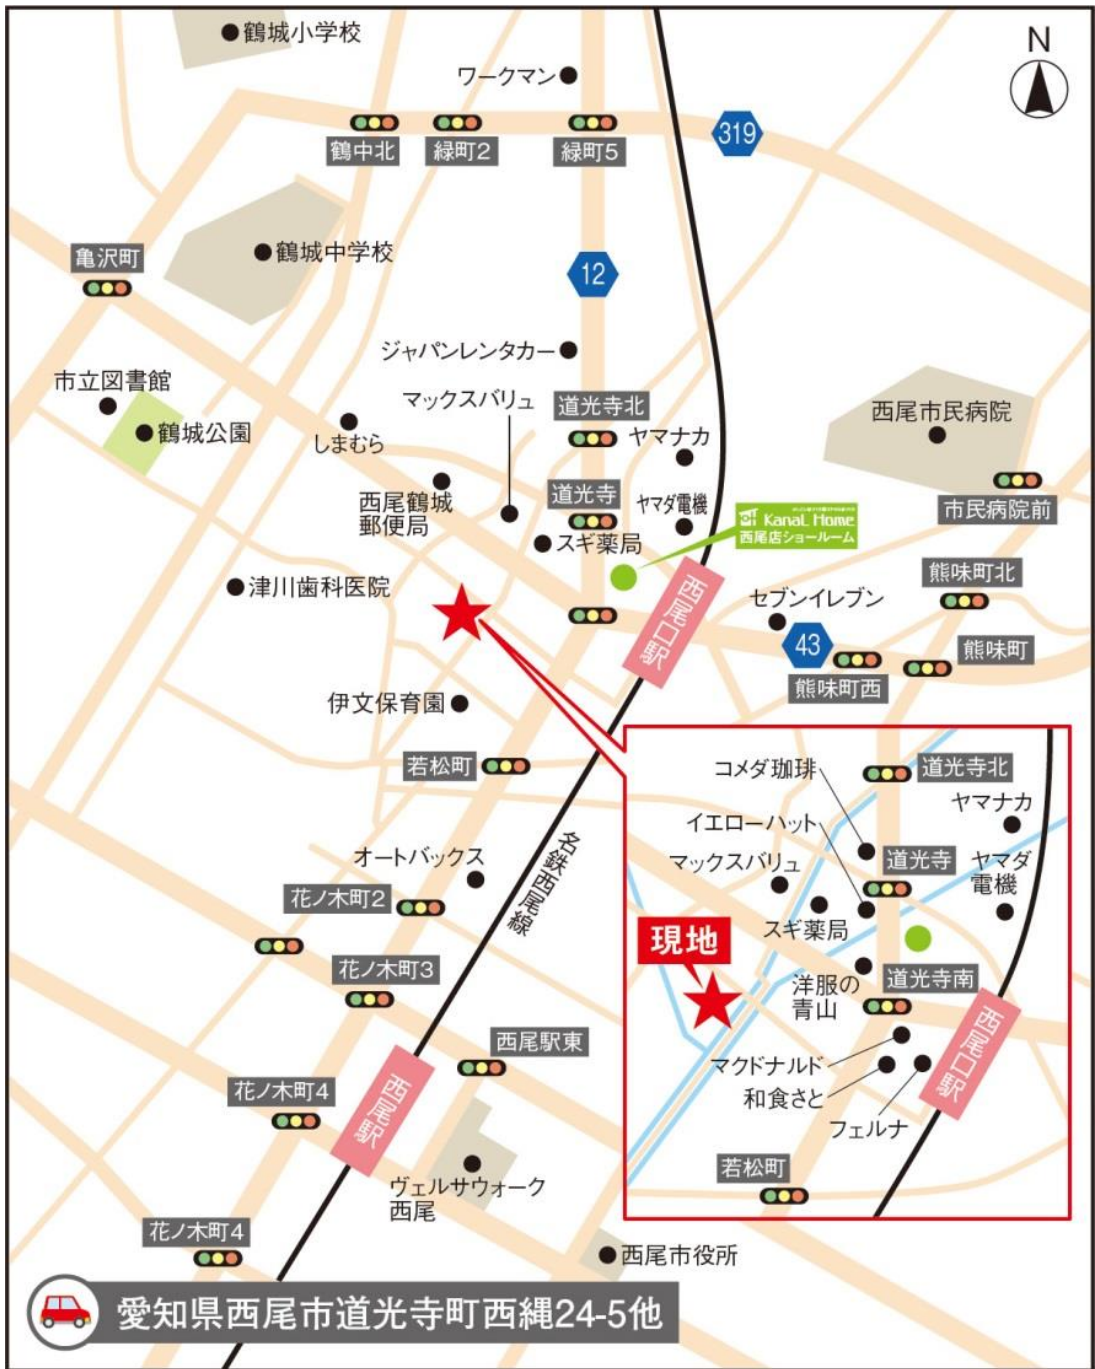 鶴城小学校
N
ワークマン
319
鶴中北
緑町2
緑町5
鶴城中学校
亀沢町
12
ジャパンレンタカー
市立図書館
マックスバリュ
道光寺北
西尾市民病院
鶴城公園
しまむら
ヤマナカ
西尾鶴城
郵便局
道光寺
ヤマダ電機
市民病院前
KanaL Home
西尾店ショールーム
スギ薬局
津川歯科医院
西尾口駅
セブンイレブン
熊味町北
43
熊味町
熊味町西
伊文保育園
若松町
名鉄西尾線
オートバックス
花ノ木町2
花ノ木町3
西尾駅東
花ノ木町4
西尾駅
ヴェルサウォーク
西尾
花ノ木町4
西尾市役所
コメダ珈琲
道光寺北
ヤマナカ
イエローハット
マックスバリュ
道光寺
ヤマダ
電機
スギ薬局
現地
洋服の
青山
道光寺南
西尾口駅
マクドナルド
和食さと
フェルナ
若松町
愛知県西尾市道光寺町西縄24-5他